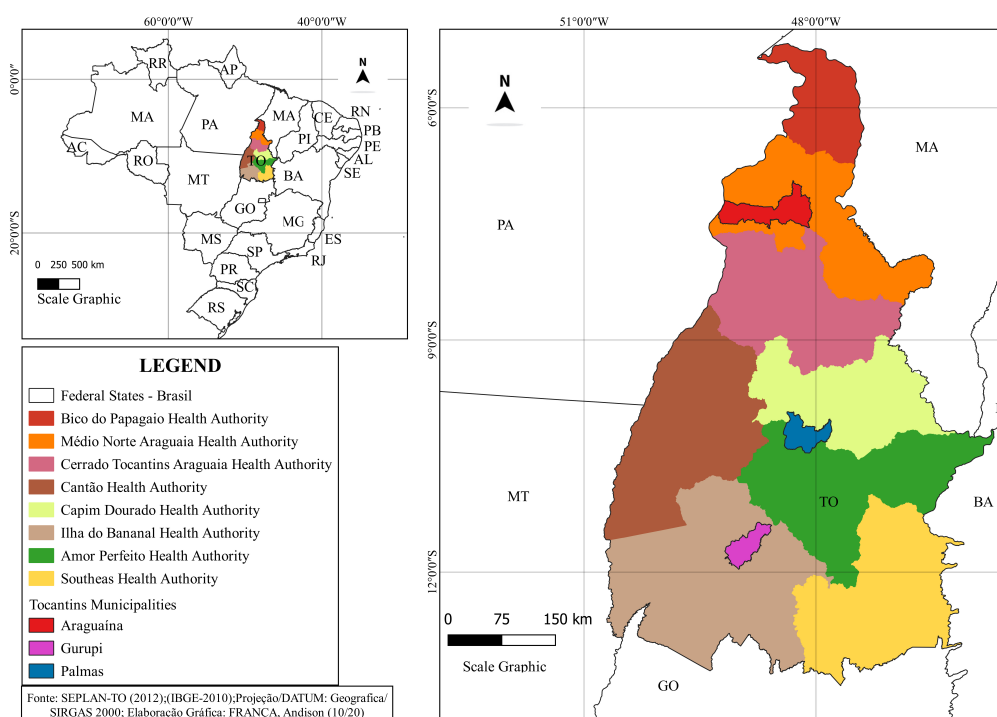 60°0'0"W
40°0'0"W
0°0'0"
20°0'0"S
N
RR
AP
MA
PA
MA
CE
RN
PB
PE
AL
SE
PI
AC
RO
TO
MT
BA
GO
MG
ES
MS
SP
RJ
PR
SC
RS
0 250 500 km
Scale Graphic
LEGEND
Federal States - Brasil
Bico do Papagaio Health Authority
Médio Norte Araguaia Health Authority
Cerrado Tocantins Araguaia Health Authority
Cantão Health Authority
Capim Dourado Health Authority
Ilha do Bananal Health Authority
Amor Perfeito Health Authority
Southeas Health Authority
Tocantins Municipalities
Araguaína
Gurupi
Palmas
Fonte: SEPLAN-TO (2012);(IBGE-2010);Projeção/DATUM: Geografica/
SIRGAS 2000; Elaboração Gráfica: FRANCA, Andison (10/20)
51°0'0"W
48°0'0"W
6°0'0"S
9°0'0"S
12°0'0"S
N
MA
PA
MT
TO
BA
GO
0 75 150 km
Scale Graphic